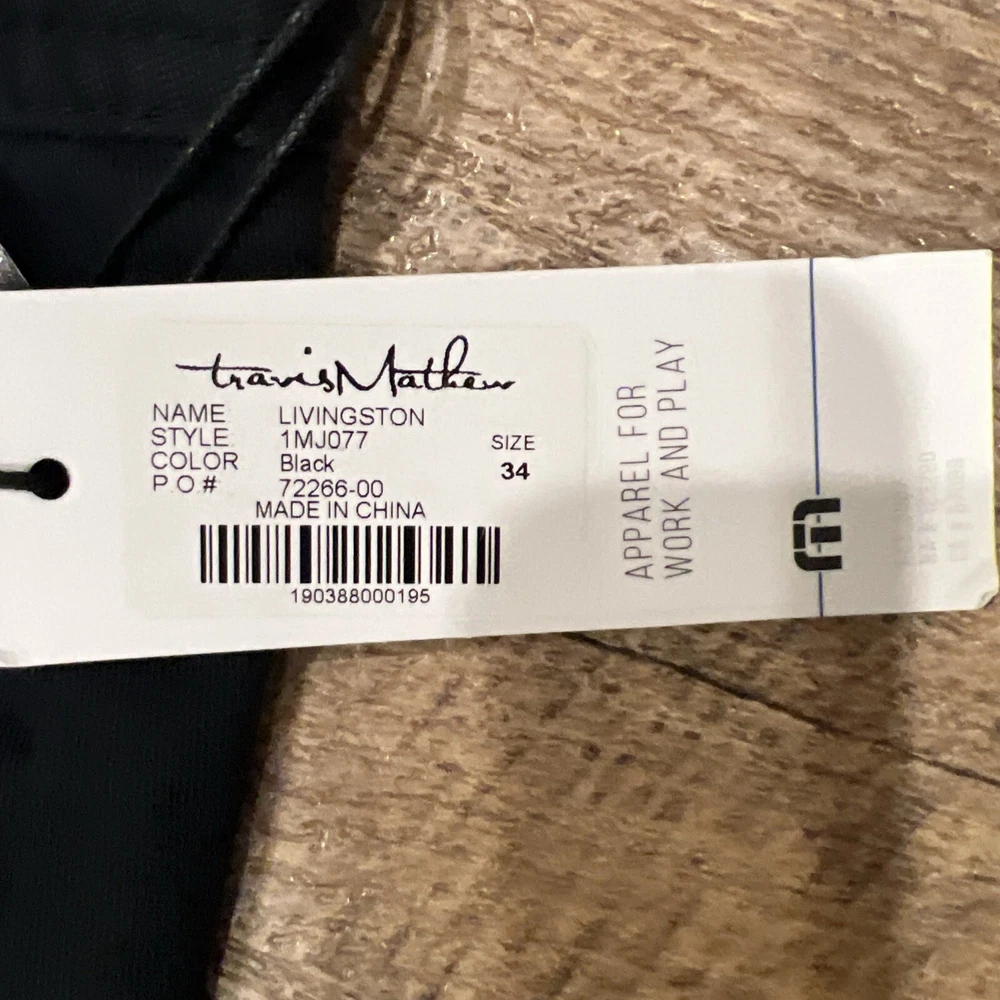 travisMathew
NAME LIVINGSTON
STYLE 1MJ077
COLOR Black
P.O.# 72266-00
SIZE
34
MADE IN CHINA
190388000195
APPAREL FOR
WORK AND PLAY